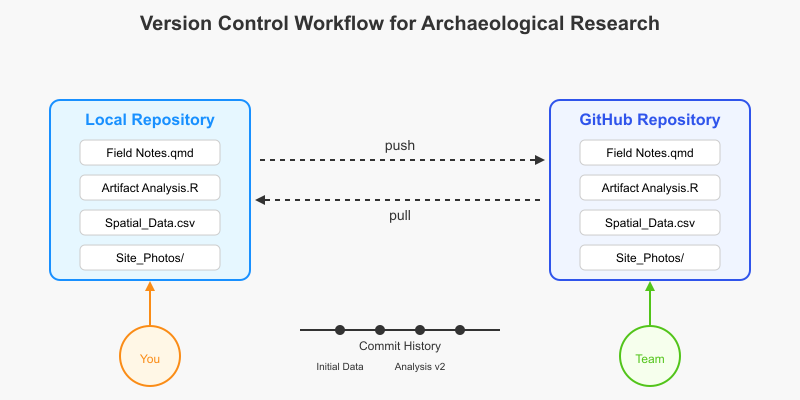 Version Control Workflow for Archaeological Research
Local Repository
Field Notes.qmd
Artifact Analysis.R
Spatial_Data.csv
Site_Photos/
push
pull
GitHub Repository
Field Notes.qmd
Artifact Analysis.R
Spatial_Data.csv
Site_Photos/
You
Commit History
Initial Data
Analysis v2
Team